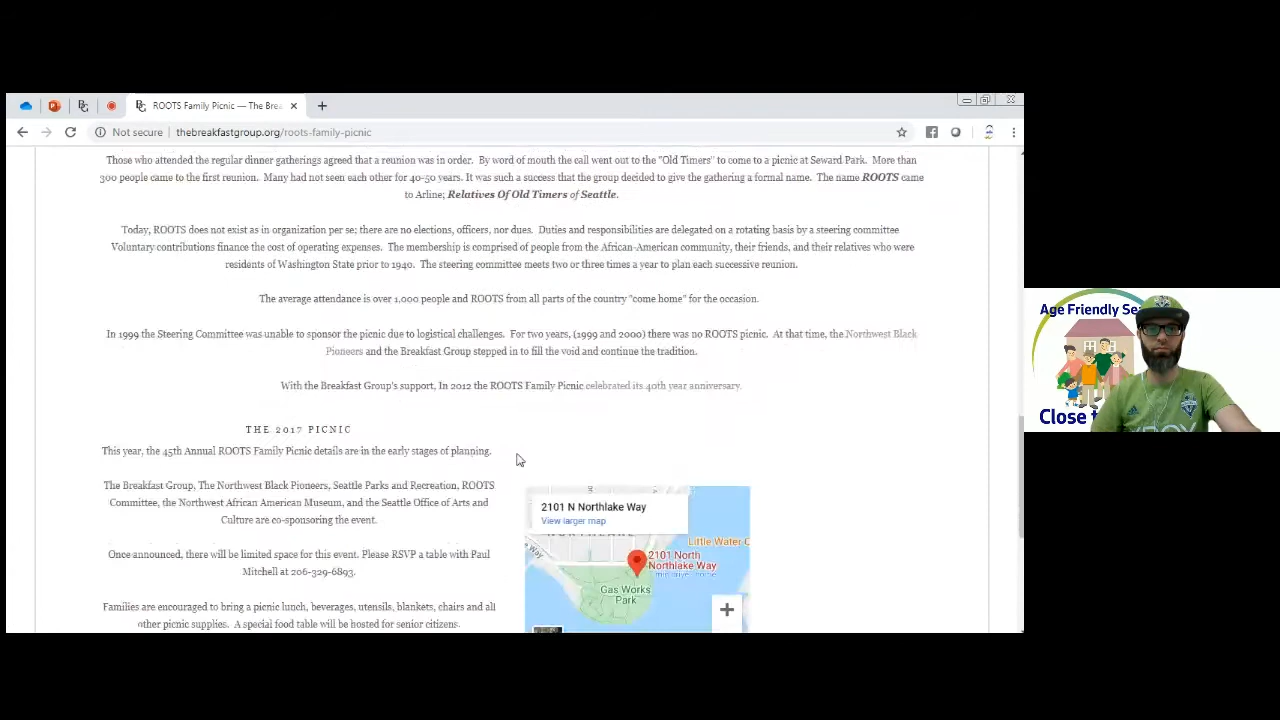 ROOTS Family Picnic — The Brea
Not secure | thebreakfastgroup.org/roots-family-picnic
Those who attended the regular dinner gatherings agreed that a reunion was in order. By word of mouth the call went out to the "Old Timers" to come to a picnic at Seward Park. More than
300 people came to the first reunion. Many had not seen each other for 40-50 years. It was such a success that the group decided to give the gathering a formal name. The name ROOTS came
to Arline; Relatives Of Old Timers of Seattle.
Today, ROOTS does not exist as in organization per se; there are no elections, officers, nor dues. Duties and responsibilities are delegated on a rotating basis by a steering committee
Voluntary contributions finance the cost of operating expenses. The membership is comprised of people from the African-American community, their friends, and their relatives who were
residents of Washington State prior to 1940. The steering committee meets two or three times a year to plan each successive reunion.
The average attendance is over 1,000 people and ROOTS from all parts of the country "come home" for the occasion.
In 1999 the Steering Committee was unable to sponsor the picnic due to logistical challenges. For two years, (1999 and 2000) there was no ROOTS picnic. At that time, the Northwest Black
Pioneers and the Breakfast Group stepped in to fill the void and continue the tradition.
With the Breakfast Group's support, In 2012 the ROOTS Family Picnic celebrated its 40th year anniversary.
THE 2017 PICNIC
This year, the 45th Annual ROOTS Family Picnic details are in the early stages of planning.
The Breakfast Group, The Northwest Black Pioneers, Seattle Parks and Recreation, ROOTS
Committee, the Northwest African American Museum, and the Seattle Office of Arts and
Culture are co-sponsoring the event.
Once announced, there will be limited space for this event. Please RSVP a table with Paul
Mitchell at 206-329-6893.
Families are encouraged to bring a picnic lunch, beverages, utensils, blankets, chairs and all
other picnic supplies. A special food table will be hosted for senior citizens.
2101 N Northlake Way
View larger map
Little Water C
2101 North
Northlake Way
Gas Works
Park
Way
Age Friendly Sea
Close t
XBOX